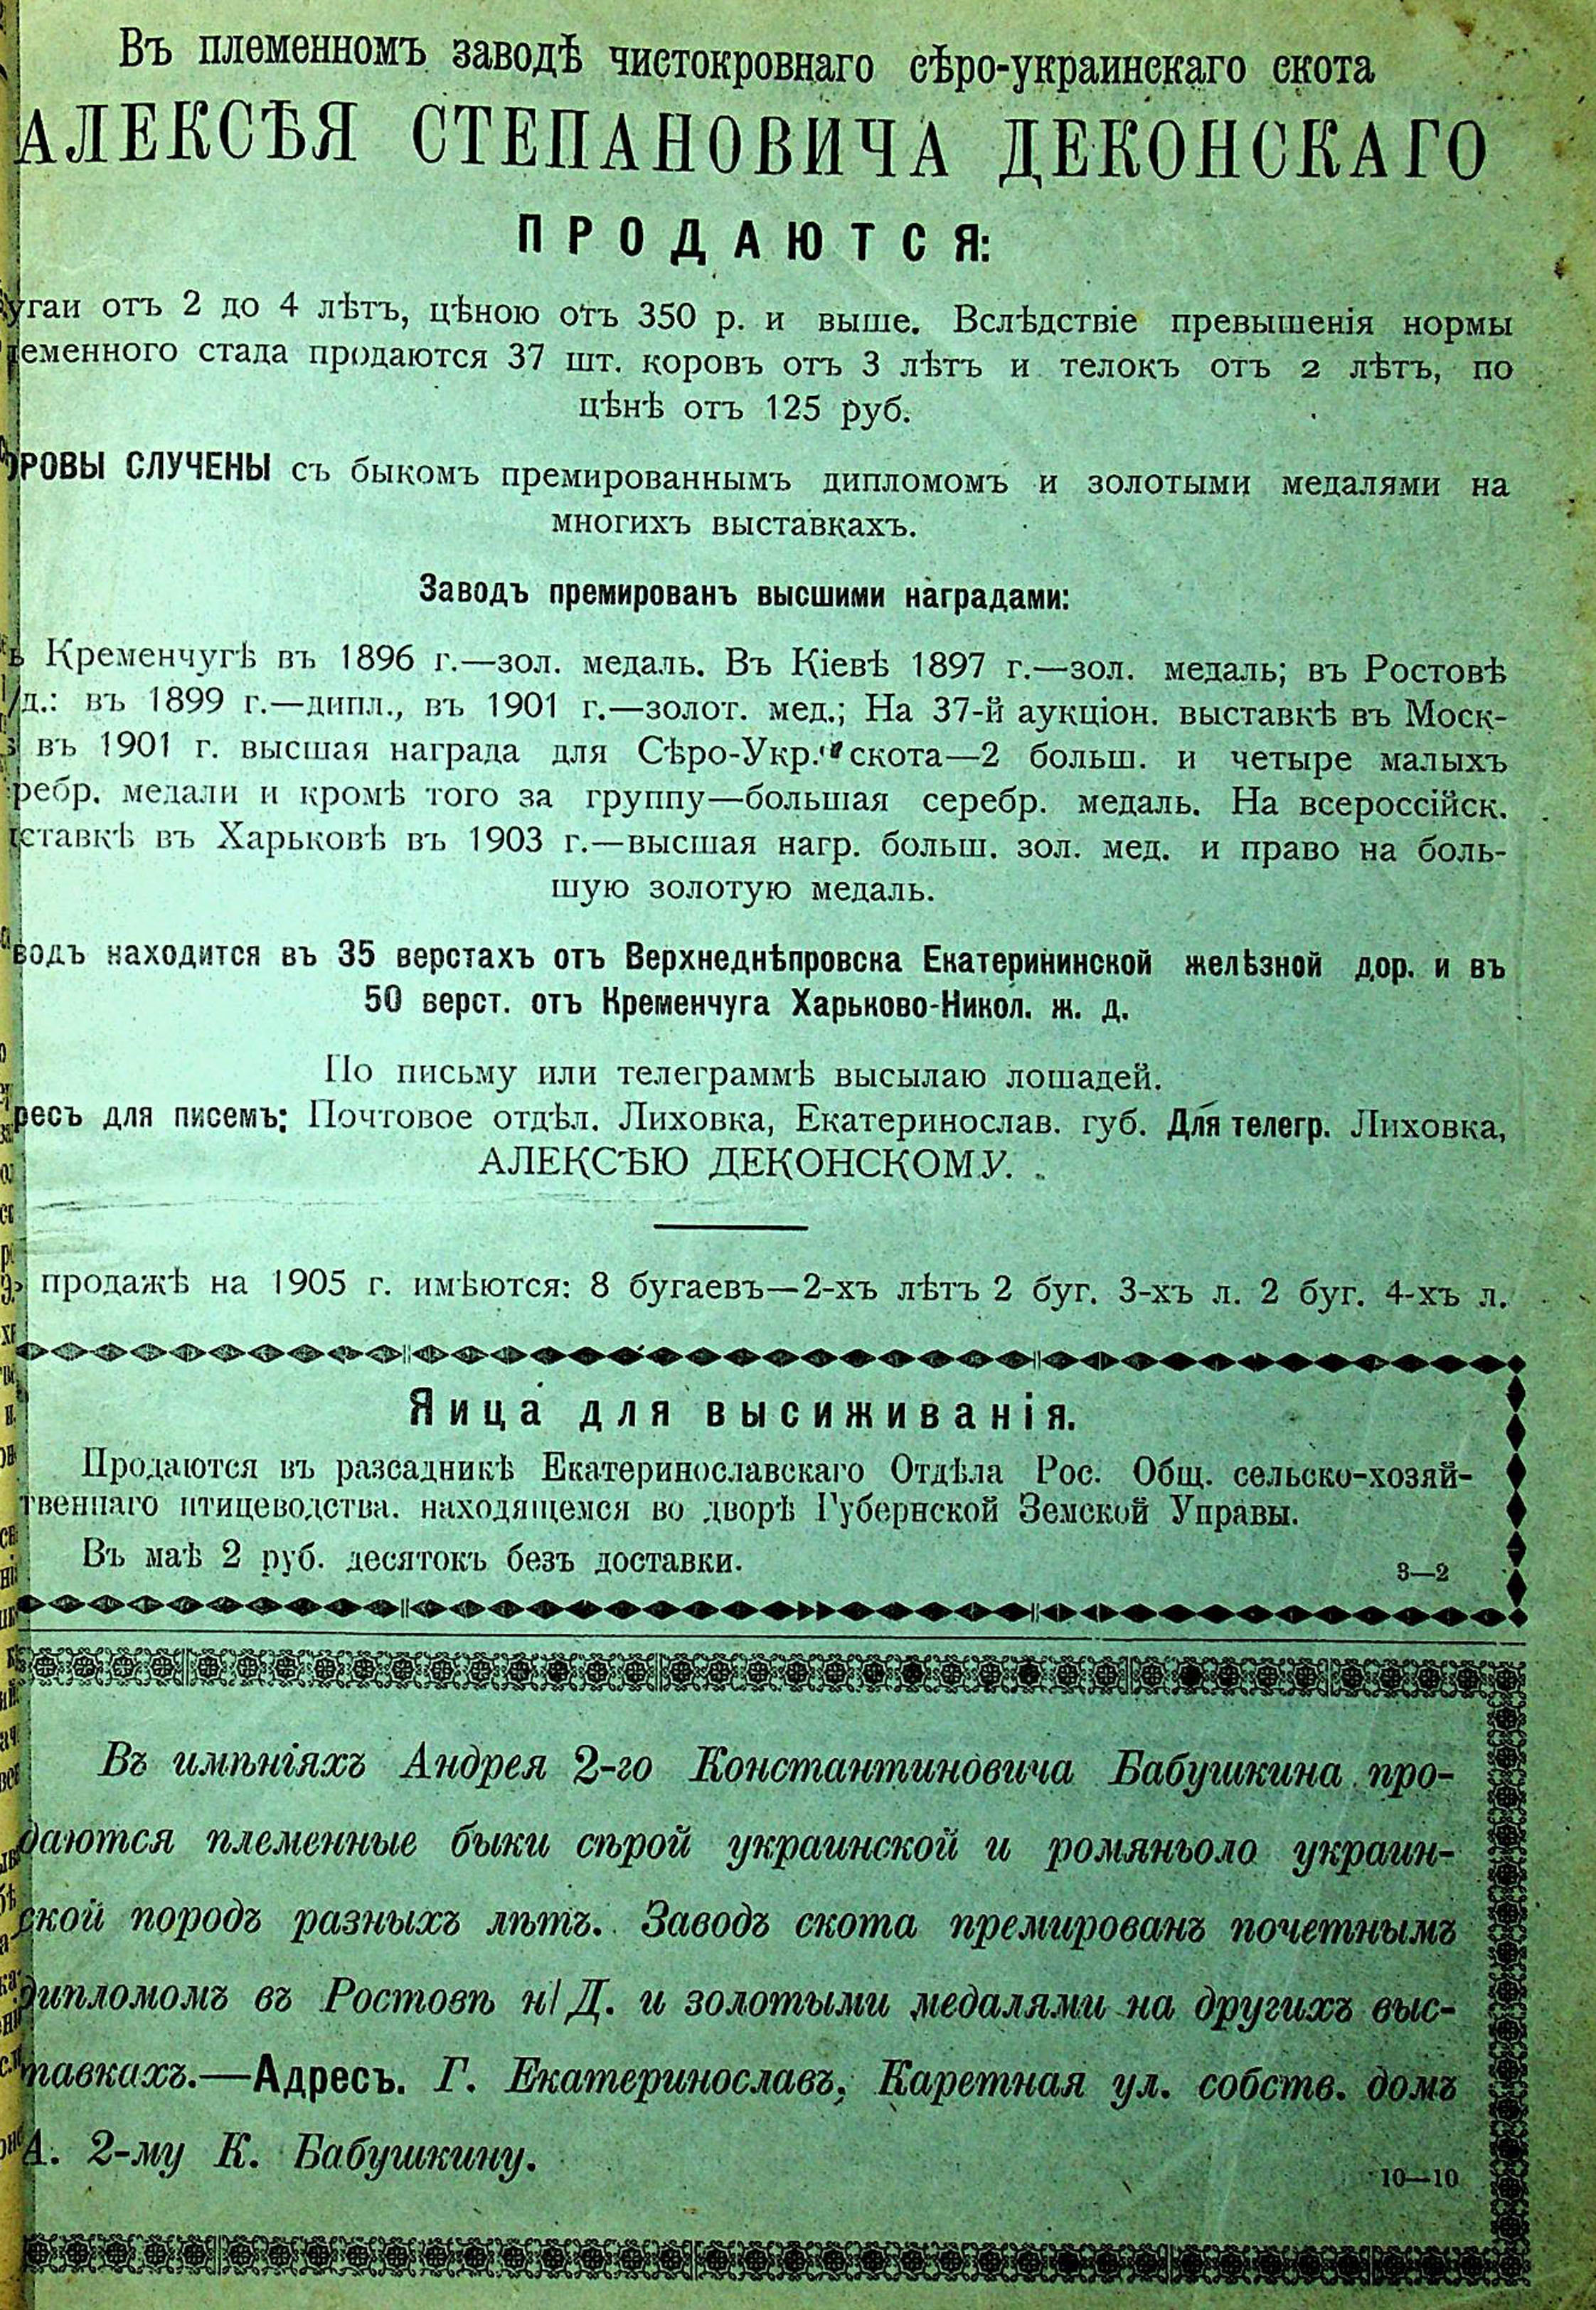 Въ племенномъ заводѣ чистокровнаго сѣро-украинскаго скота
АЛЕКСѢЯ СТЕПАНОВИЧА ДЕКОНСКАГО
ПРОДАЮТСЯ:
угаи отъ 2 до 4 лѣтъ, цѣною отъ 350 р. и выше. Вслѣдствіе превышенія нормы
еменного стада продаются 37 шт. коровъ отъ 3 лѣтъ и телокъ отъ 2 лѣтъ, по
цѣнѣ отъ 125 руб.
ОРОВЫ СЛУЧЕНЫ съ быкомъ премированнымъ дипломомъ и золотыми медалями на
многихъ выставкахъ.
Заводъ премированъ высшими наградами:
ъ Кременчугѣ въ 1896 г.—зол. медаль. Въ Кіевѣ 1897 г.—зол. медаль; въ Ростовѣ
/д.: въ 1899 г.—дипл., въ 1901 г.—золот. мед.; На 37-й аукціон. выставкѣ въ Моск-
въ 1901 г. высшая награда для Сѣро-Укр. скота—2 больш. и четыре малыхъ
ребр. медали и кромѣ того за группу—большая серебр. медаль. На всероссійск.
ставкѣ въ Харьковѣ въ 1903 г.—высшая нагр. больш. зол. мед. и право на боль-
шую золотую медаль.
водъ находится въ 35 верстахъ отъ Верхнеднѣпровска Екатерининской желѣзной дор. и въ
50 верст. отъ Кременчуга Харьково-Никол. ж. д.
По письму или телеграммѣ высылаю лошадей.
ресъ для писемъ: Почтовое отдѣл. Лиховка, Екатеринослав. губ. Для телегр. Лиховка,
АЛЕКСѢЮ ДЕКОНСКОМУ.
продажѣ на 1905 г. имѣются: 8 бугаевъ—2-хъ лѣтъ 2 буг. 3-хъ л. 2 буг. 4-хъ л.
Яица для высиживанія.
Продаются въ разсадникѣ Екатеринославскаго Отдѣла Рос. Общ. сельско-хозяй-
твеннаго птицеводства. находящемся во дворѣ Губернской Земской Управы.
Въ маѣ 2 руб. десятокъ безъ доставки.
3—2
Въ имѣніяхъ Андрея 2-го Константиновича Бабушкина про-
даются племенные быки сѣрой украинской и ромяньоло украин-
ской породъ разныхъ лѣтъ. Заводъ скота премированъ почетнымъ
дипломомъ въ Ростовѣ н/Д. и золотыми медалями на другихъ выс-
тавкахъ.—Адресъ. Г. Екатеринославъ, Каретная ул. собств. домъ
А. 2-му К. Бабушкину.
10—10